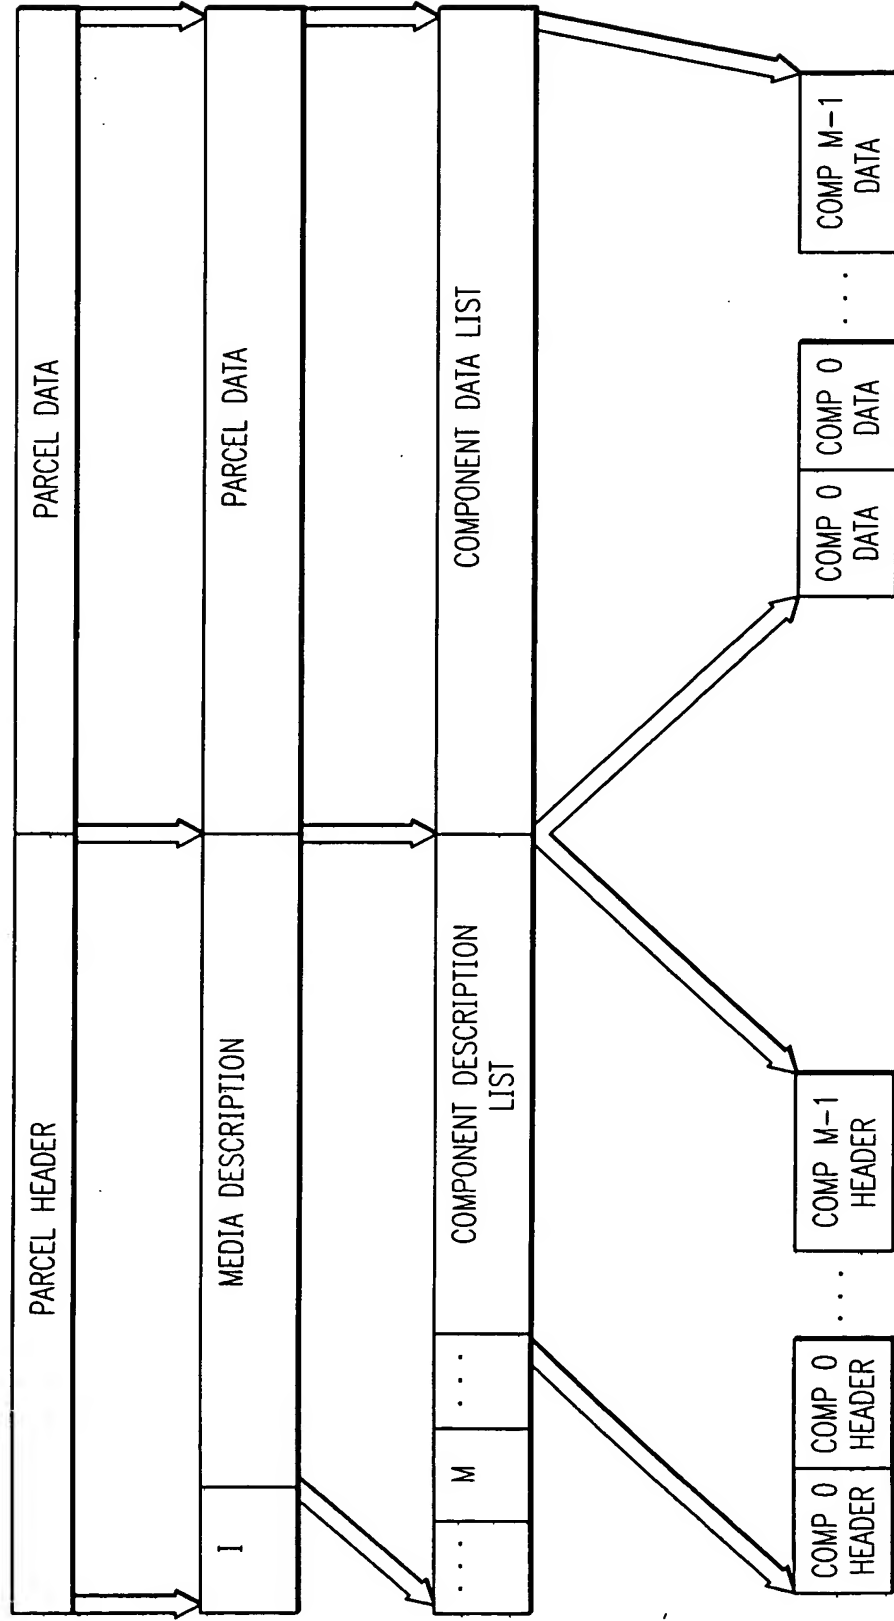 PARCEL HEADER
PARCEL DATA
I
MEDIA DESCRIPTION
PARCEL DATA
...
M
...
COMPONENT DESCRIPTION
LIST
COMPONENT DATA LIST
COMP 0
HEADER
COMP 0
HEADER
...
COMP M-1
HEADER
COMP 0
DATA
COMP 0
DATA
...
COMP M-1
DATA